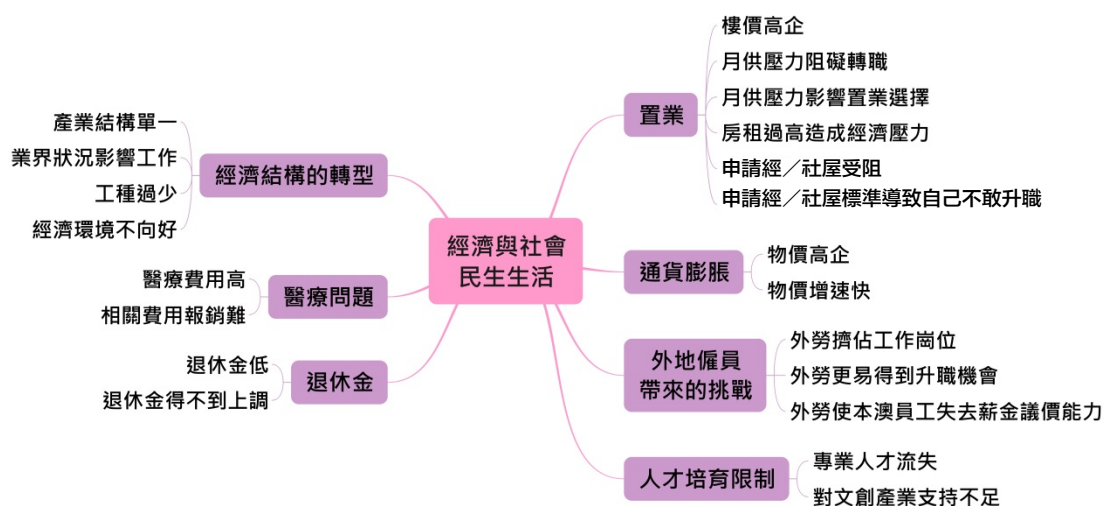 經濟與社會
民生生活
置業
樓價高企
月供壓力阻礙轉職
月供壓力影響置業選擇
房租過高造成經濟壓力
申請經／社屋受阻
申請經／社屋標準導致自己不敢升職
通貨膨脹
物價高企
物價增速快
外地僱員
帶來的挑戰
外勞擠佔工作崗位
外勞更易得到升職機會
外勞使本澳員工失去薪金議價能力
人才培育限制
專業人才流失
對文創產業支持不足
經濟結構的轉型
產業結構單一
業界狀況影響工作
工種過少
經濟環境不向好
醫療問題
醫療費用高
相關費用報銷難
退休金
退休金低
退休金得不到上調